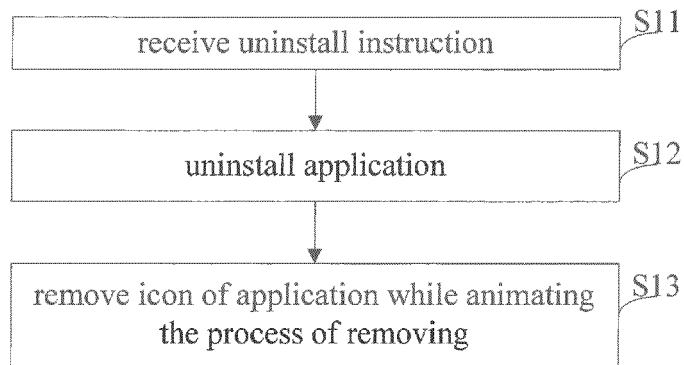 S11
receive uninstall instruction
S12
uninstall application
S13
remove icon of application while animating
the process of removing